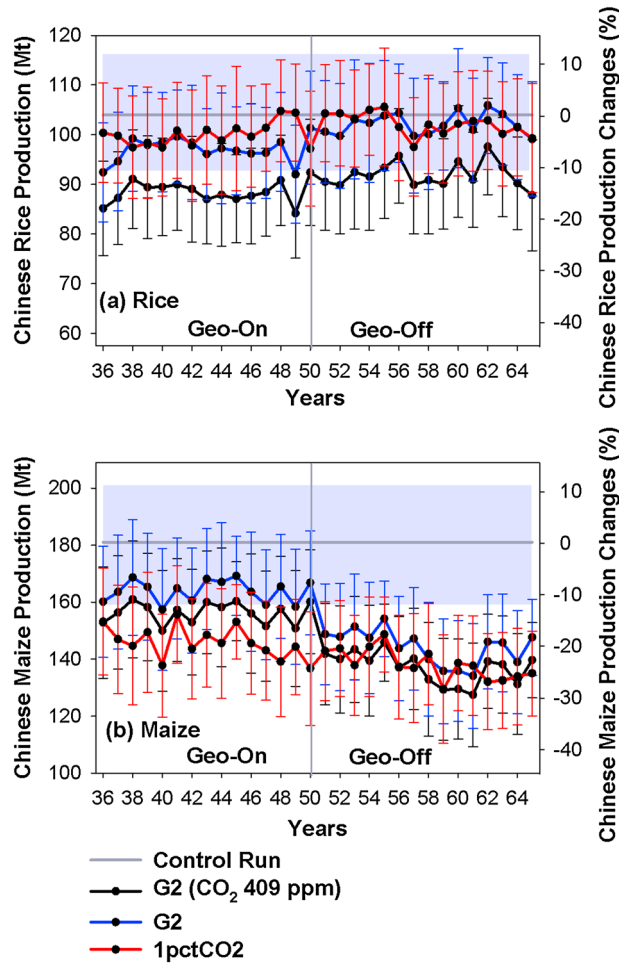 120
110
100
90
80
70
60
Chinese Rice Production (Mt)
10
0
-10
-20
-30
-40
Chinese Rice Production Changes (%)
(a) Rice
Geo-On Geo-Off
36 38 40 42 44 46 48 50 52 54 56 58 60 62 64
Years
200
180
160
140
120
100
Chinese Maize Production (Mt)
10
0
-10
-20
-30
-40
Chinese Maize Production Changes (%)
(b) Maize
Geo-On Geo-Off
36 38 40 42 44 46 48 50 52 54 56 58 60 62 64
Years
Control Run
G2 (CO₂ 409 ppm)
G2
1pctCO2